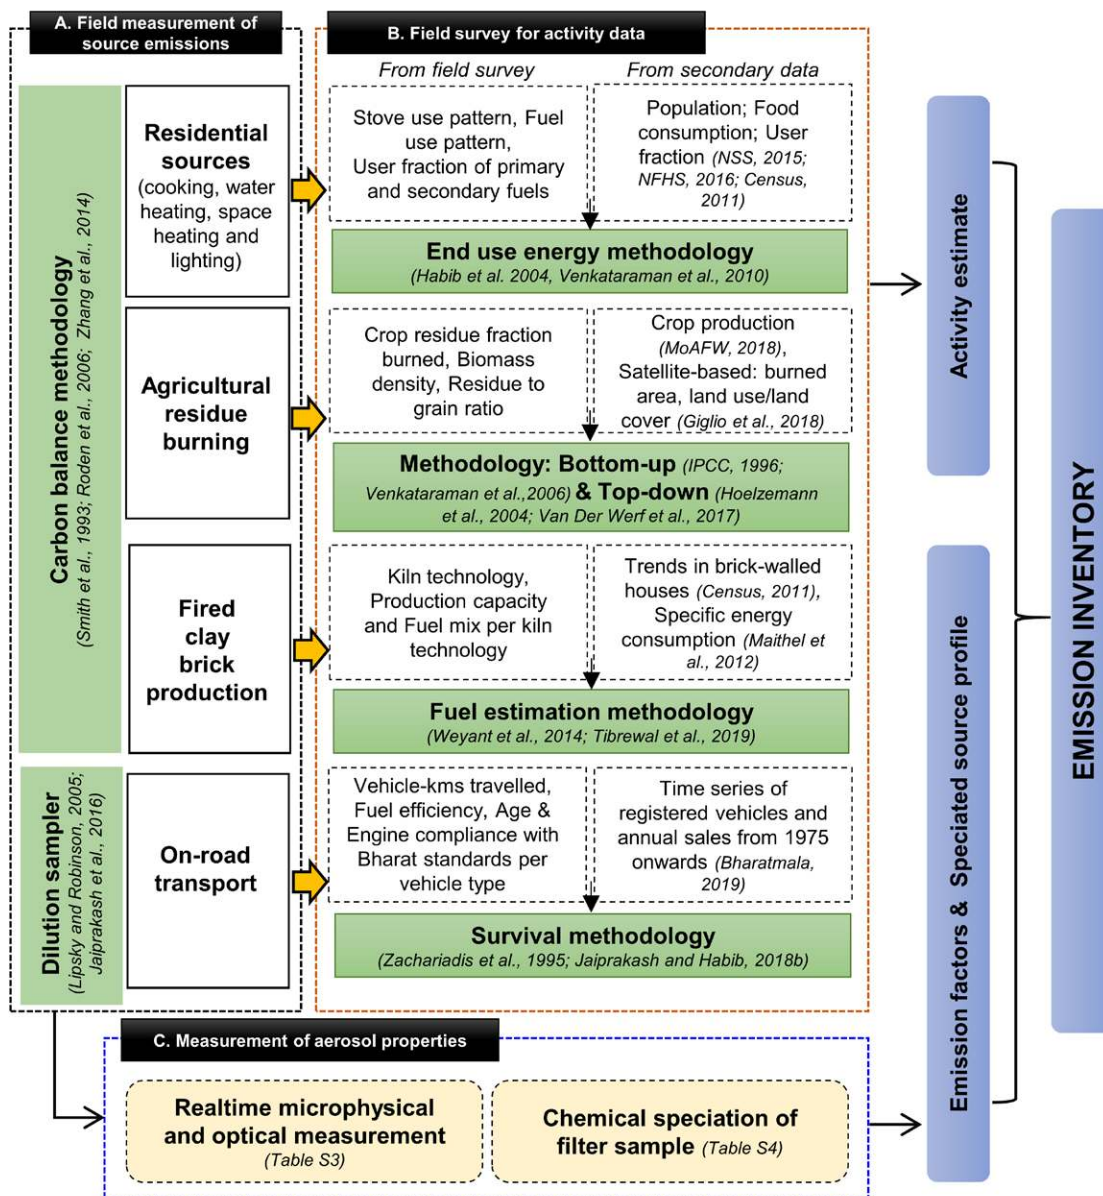 A. Field measurement of
source emissions
Carbon balance methodology
(Smith et al., 1993; Roden et al., 2006; Zhang et al., 2014)
Residential
sources
(cooking, water
heating, space
heating and
lighting)
Agricultural
residue
burning
Fired
clay
brick
production
Dilution sampler
(Lipsky and Robinson, 2005;
Jaiprakash et al., 2016)
On-road
transport
B. Field survey for activity data
From field survey
From secondary data
Stove use pattern, Fuel
use pattern,
User fraction of primary
and secondary fuels
Population; Food
consumption; User
fraction (NSS, 2015;
NFHS, 2016; Census,
2011)
End use energy methodology
(Habib et al. 2004, Venkataraman et al., 2010)
Crop residue fraction
burned, Biomass
density, Residue to
grain ratio
Crop production
(MoAFW, 2018),
Satellite-based: burned
area, land use/land
cover (Giglio et al., 2018)
Methodology: Bottom-up (IPCC, 1996;
Venkataraman et al.,2006) & Top-down (Hoelzemann
et al., 2004; Van Der Werf et al., 2017)
Kiln technology,
Production capacity
and Fuel mix per kiln
technology
Trends in brick-walled
houses (Census, 2011),
Specific energy
consumption (Maithel
et al., 2012)
Fuel estimation methodology
(Weyant et al., 2014; Tibrewal et al., 2019)
Vehicle-kms travelled,
Fuel efficiency, Age &
Engine compliance with
Bharat standards per
vehicle type
Time series of
registered vehicles and
annual sales from 1975
onwards (Bharatmala,
2019)
Survival methodology
(Zachariadis et al., 1995; Jaiprakash and Habib, 2018b)
C. Measurement of aerosol properties
Realtime microphysical
and optical measurement
(Table S3)
Chemical speciation of
filter sample (Table S4)
Activity estimate
Emission factors & Speciated source profile
EMISSION INVENTORY